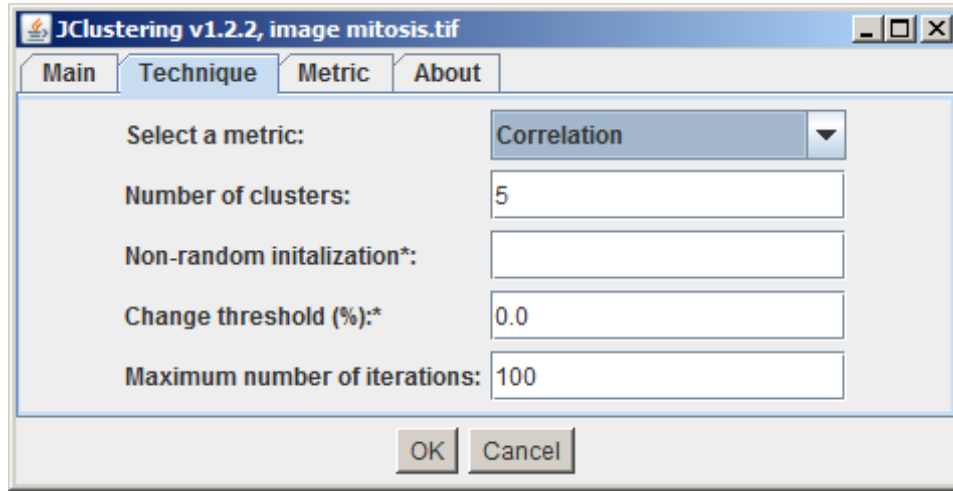 JClustering v1.2.2, image mitosis.tif
Main Technique Metric About
Select a metric: Correlation
Number of clusters: 5
Non-random initalization*:
Change threshold (%):* 0.0
Maximum number of iterations: 100
OK Cancel